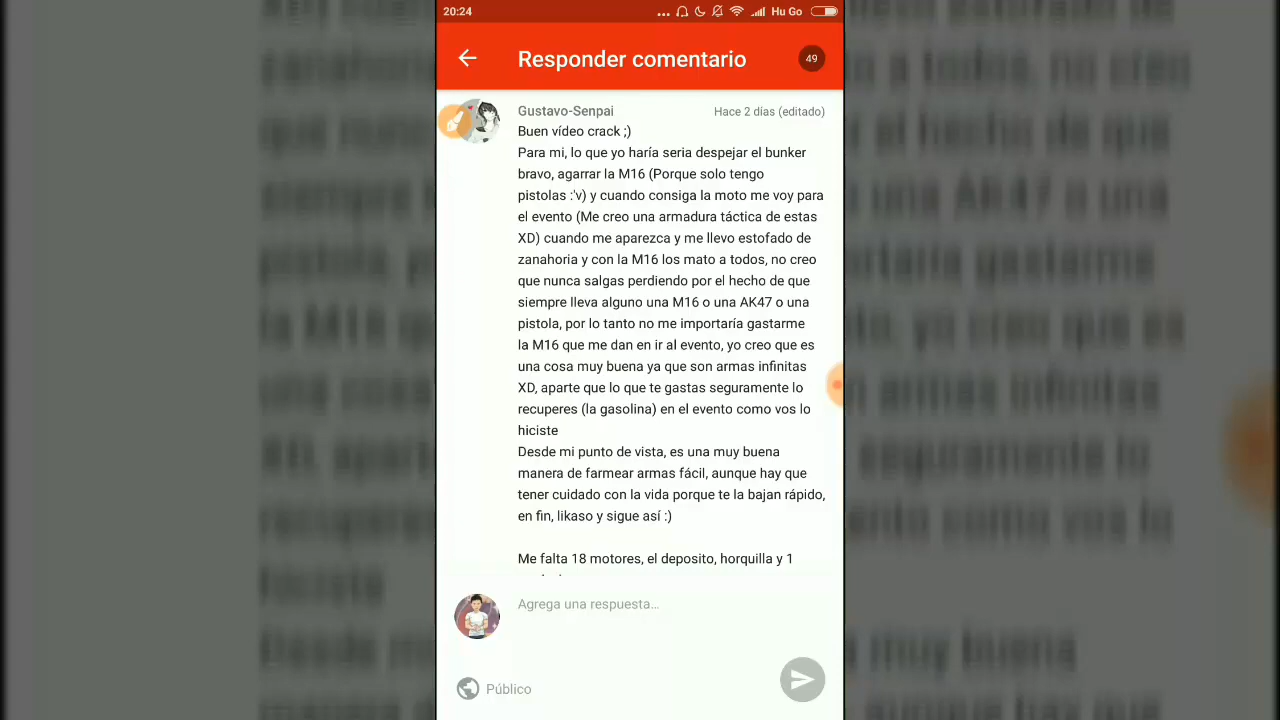 20:24
... Hu Go
Responder comentario
49
Gustavo-Senpai
Hace 2 días (editado)
Buen vídeo crack ;)
Para mi, lo que yo haría seria despejar el bunker
bravo, agarrar la M16 (Porque solo tengo
pistolas :'v) y cuando consiga la moto me voy para
el evento (Me creo una armadura táctica de estas
XD) cuando me aparezca y me llevo estofado de
zanahoria y con la M16 los mato a todos, no creo
que nunca salgas perdiendo por el hecho de que
siempre lleva alguno una M16 o una AK47 o una
pistola, por lo tanto no me importaría gastarme
la M16 que me dan en ir al evento, yo creo que es
una cosa muy buena ya que son armas infinitas
XD, aparte que lo que te gastas seguramente lo
recuperes (la gasolina) en el evento como vos lo
hiciste
Desde mi punto de vista, es una muy buena
manera de farmear armas fácil, aunque hay que
tener cuidado con la vida porque te la bajan rápido,
en fin, likaso y sigue así :)
Me falta 18 motores, el deposito, horquilla y 1
Agrega una respuesta...
Público